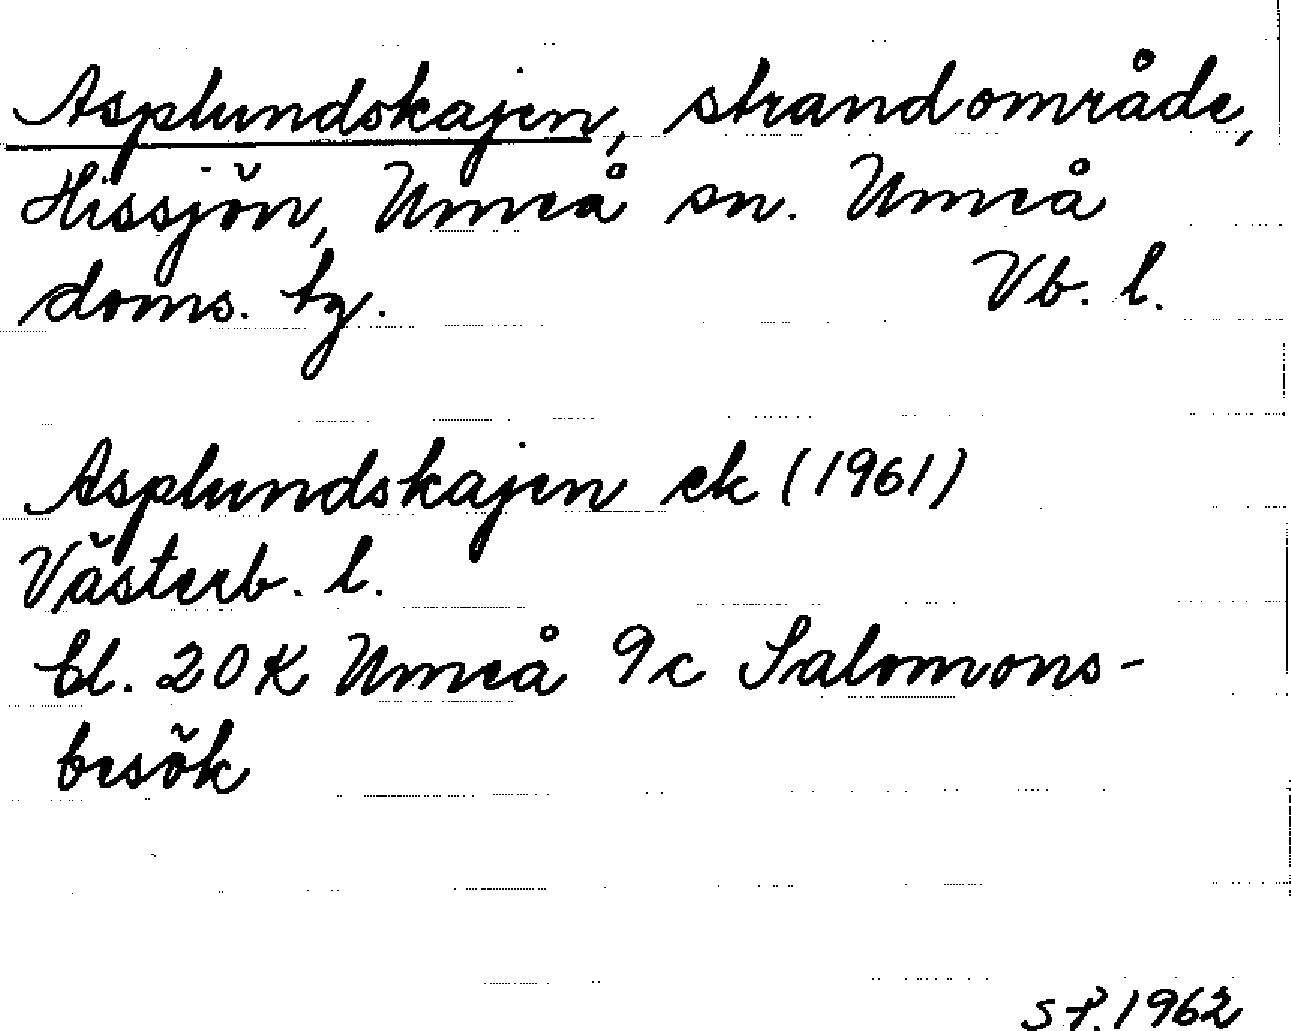 Asplundskajen, strandområde,
Hissjön, Umeå sn. Umeå
doms. tg. Vb. l.
Asplundskajen ek (1961)
Västerb. l.
bl. 20K Umeå 9c Salomons-
besök
S.P. 1962